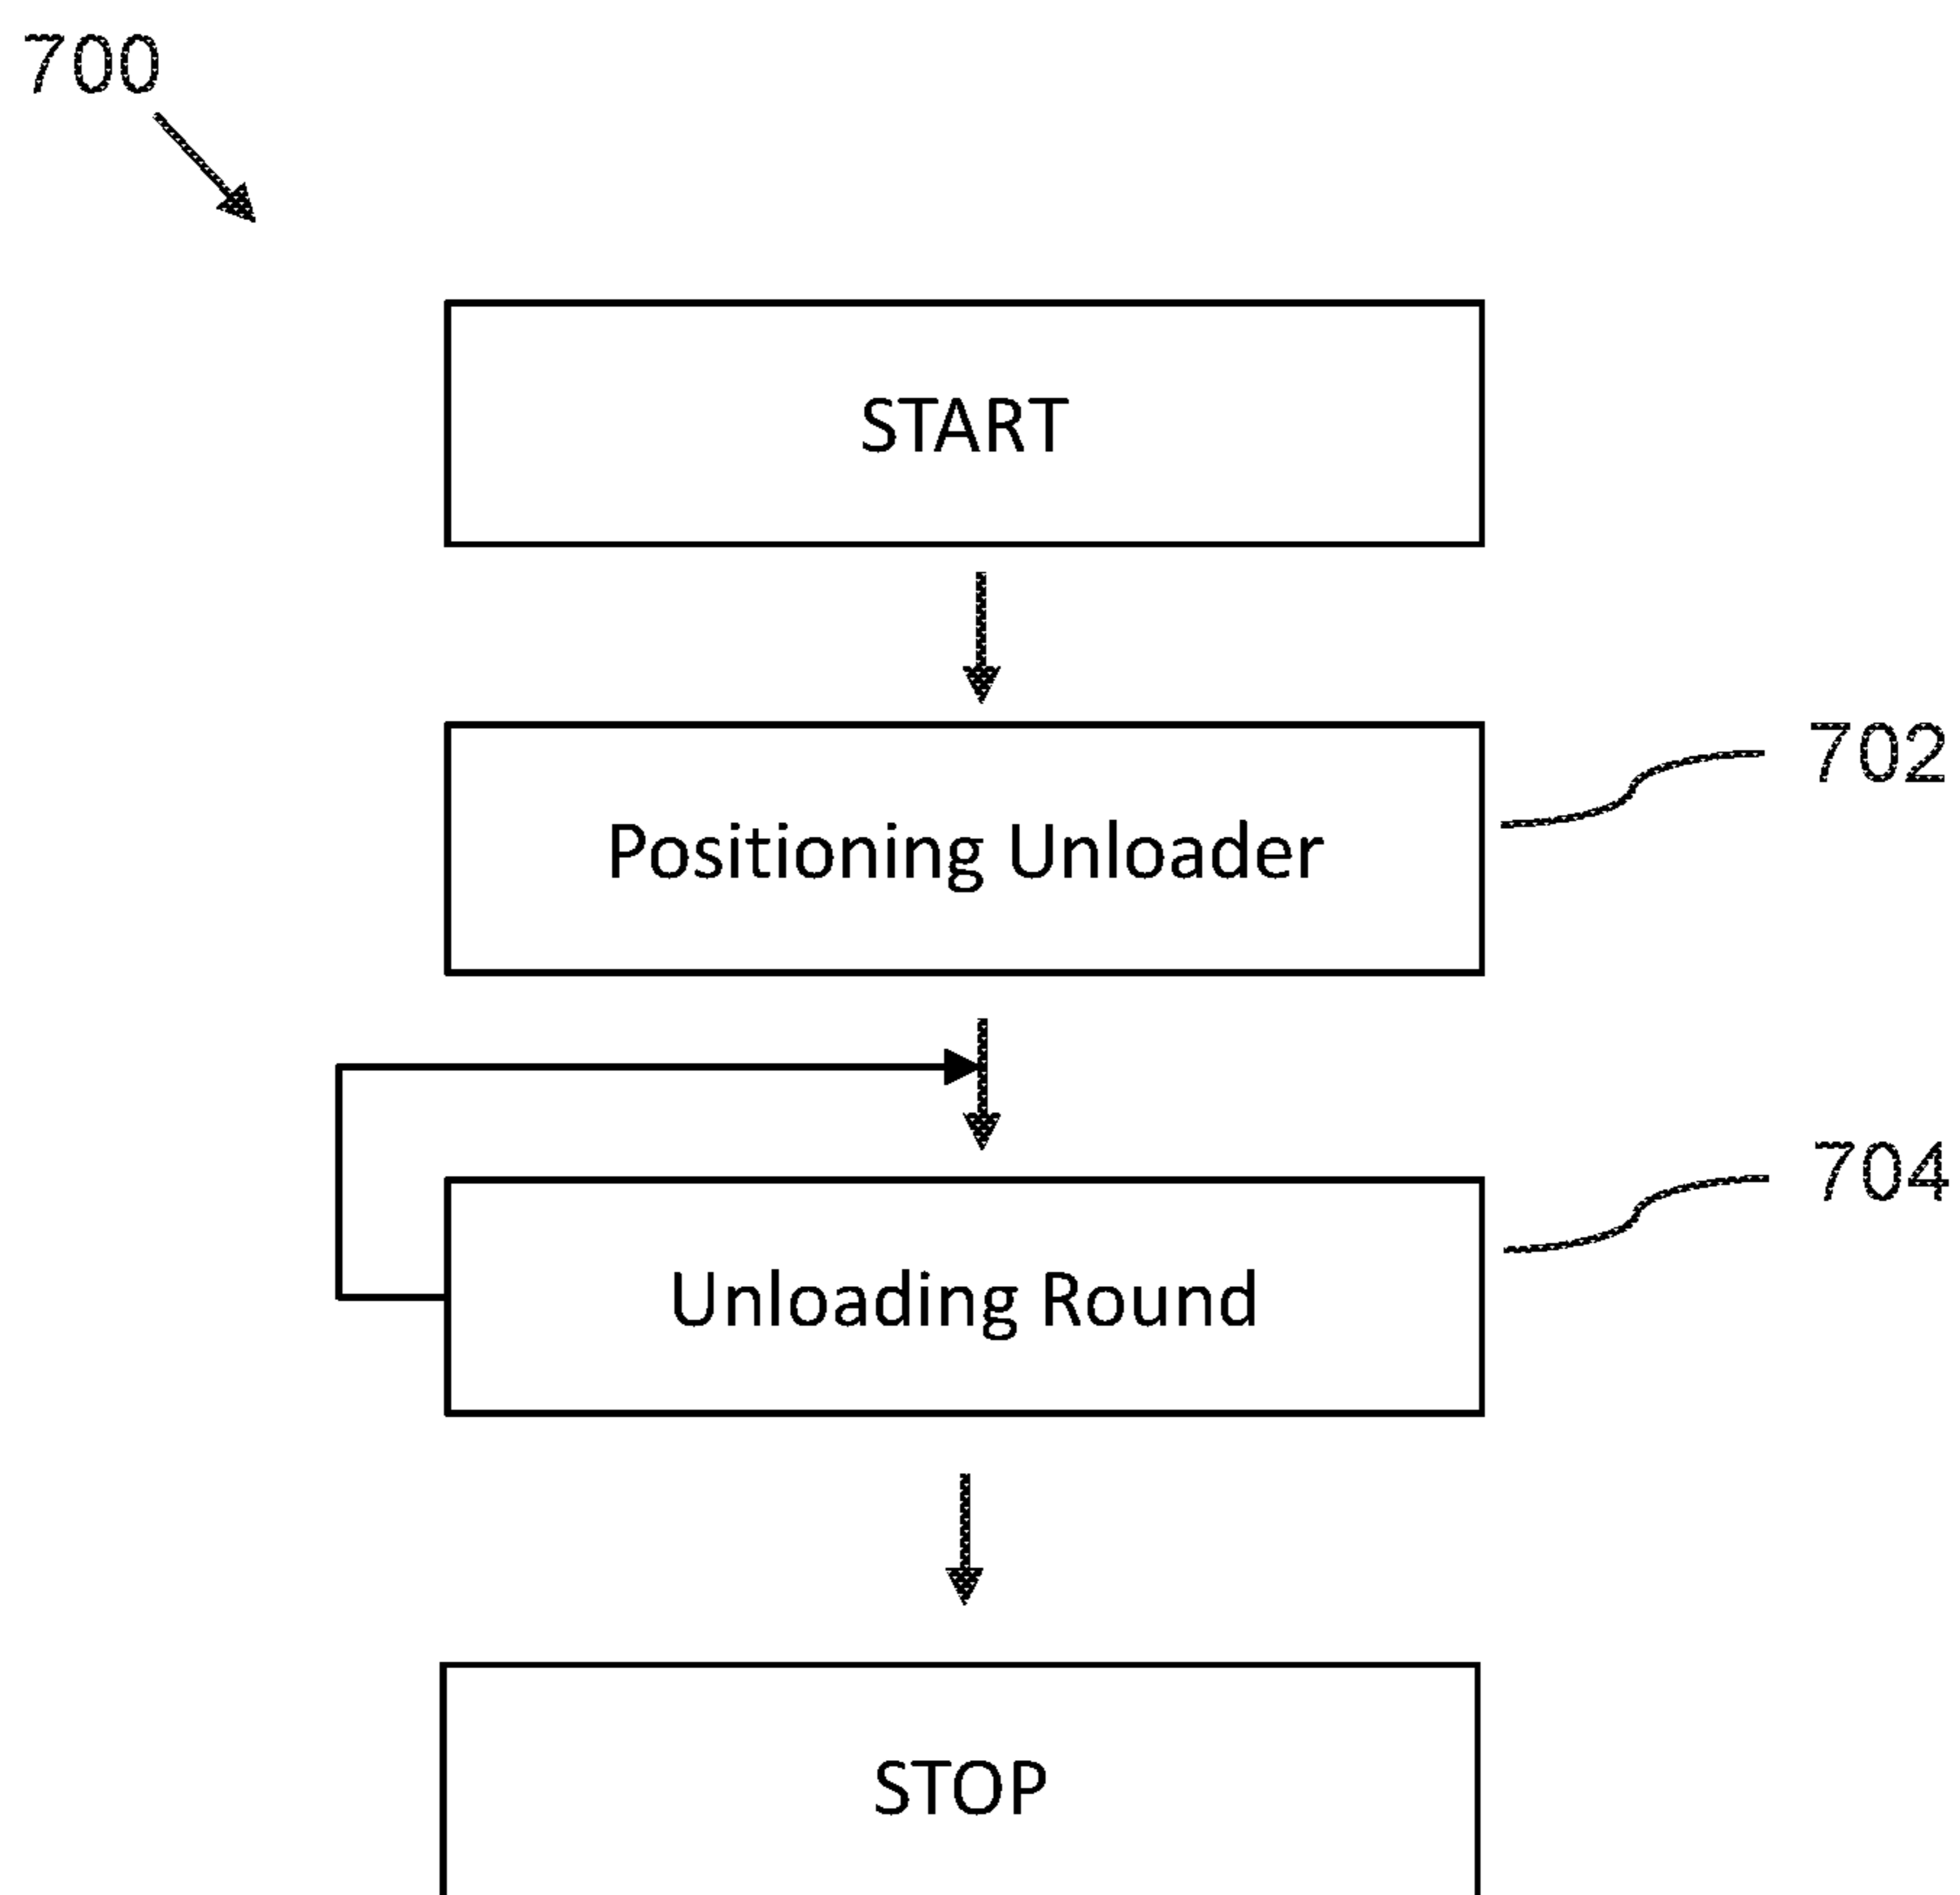 700
START
Positioning Unloader
702
Unloading Round
704
STOP